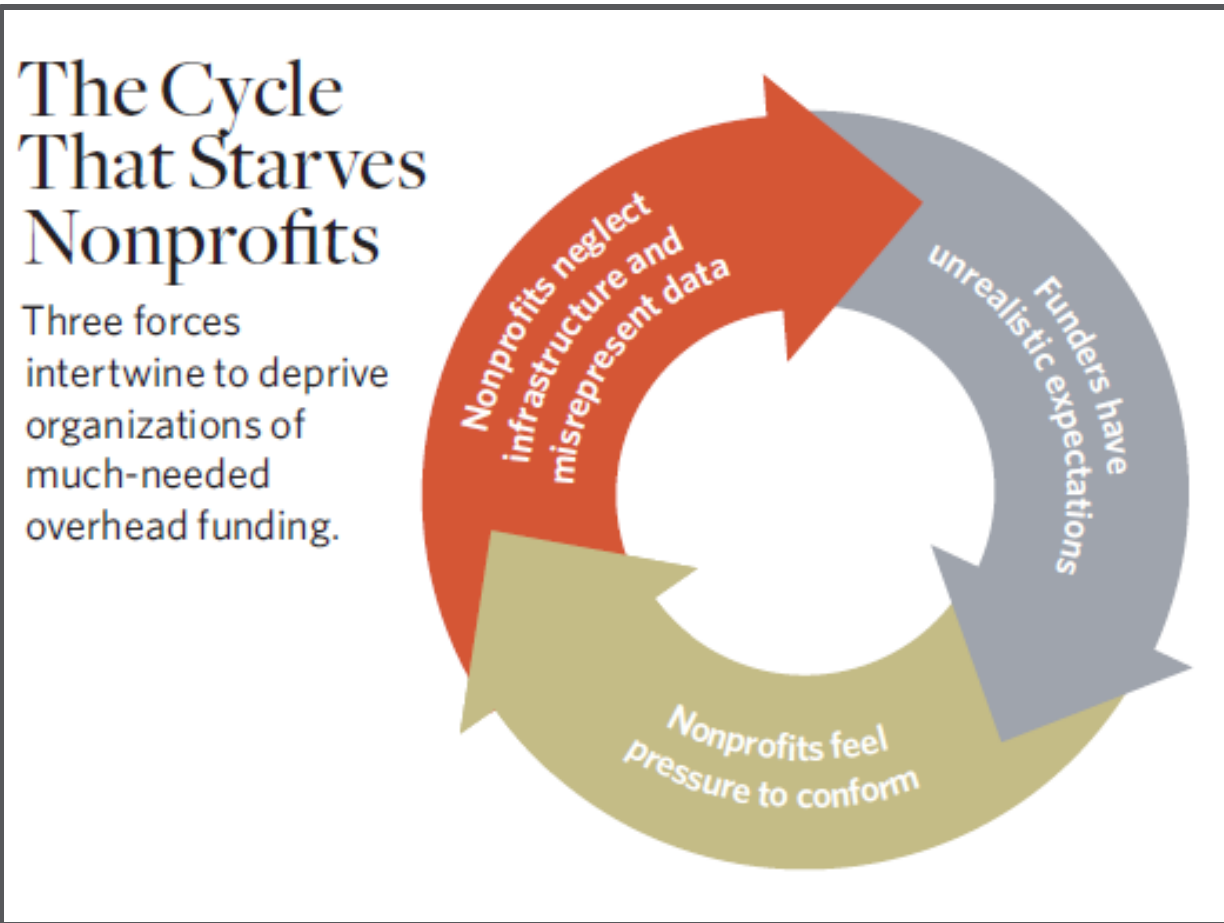 The Cycle
That Starves
Nonprofits
Three forces
intertwine to deprive
organizations of
much-needed
overhead funding.
Nonprofits neglect
infrastructure and
misrepresent data
Funders have
unrealistic expectations
Nonprofits feel
pressure to conform